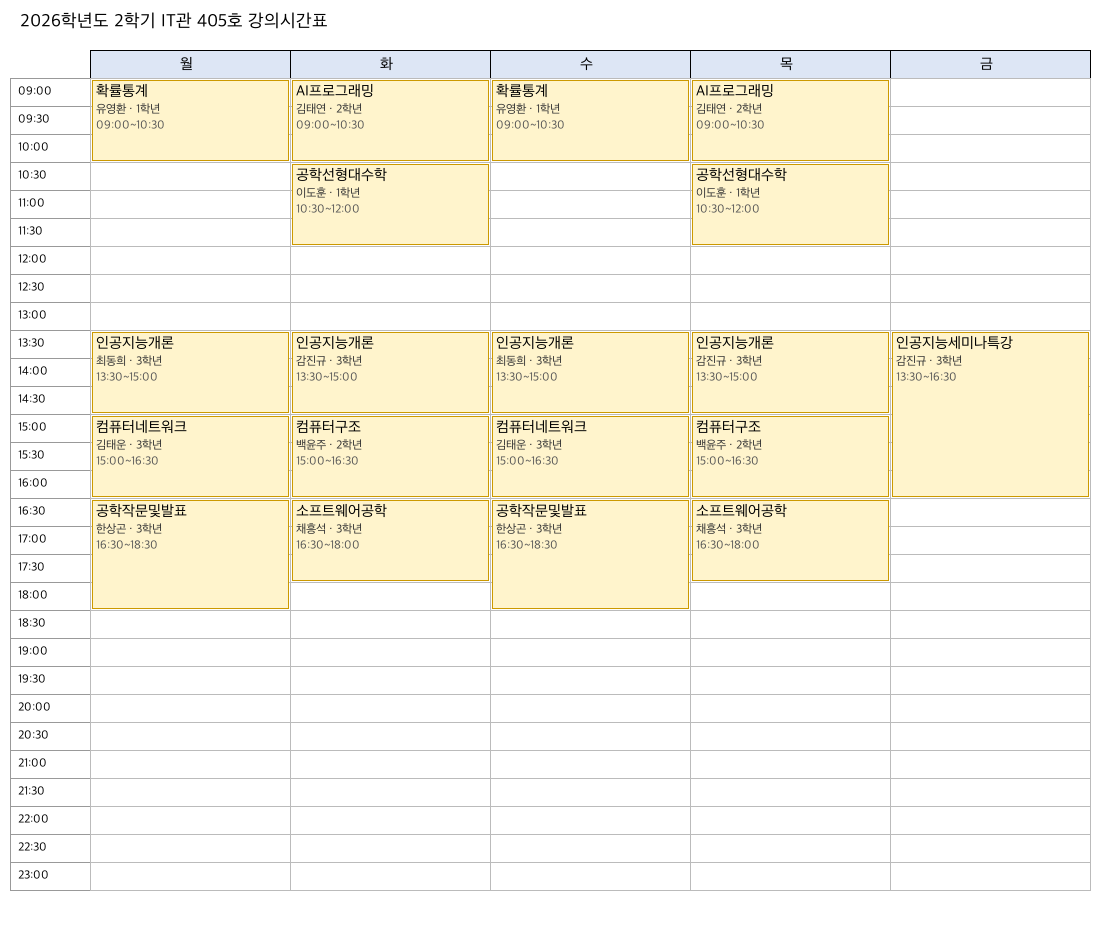 2026학년도 2학기 IT관 405호 강의시간표
월 화 수 목 금
09:00
확률통계
유영환 · 1학년
09:00~10:30
AI프로그래밍
김태연 · 2학년
09:00~10:30
확률통계
유영환 · 1학년
09:00~10:30
AI프로그래밍
김태연 · 2학년
09:00~10:30
09:30
10:00
10:30
공학선형대수학
이도훈 · 1학년
10:30~12:00
공학선형대수학
이도훈 · 1학년
10:30~12:00
11:00
11:30
12:00
12:30
13:00
13:30
인공지능개론
최동희 · 3학년
13:30~15:00
인공지능개론
감진규 · 3학년
13:30~15:00
인공지능개론
최동희 · 3학년
13:30~15:00
인공지능개론
감진규 · 3학년
13:30~15:00
인공지능세미나특강
감진규 · 3학년
13:30~16:30
14:00
14:30
15:00
컴퓨터네트워크
김태운 · 3학년
15:00~16:30
컴퓨터구조
백윤주 · 2학년
15:00~16:30
컴퓨터네트워크
김태운 · 3학년
15:00~16:30
컴퓨터구조
백윤주 · 2학년
15:00~16:30
15:30
16:00
16:30
공학작문및발표
한상곤 · 3학년
16:30~18:30
소프트웨어공학
채흥석 · 3학년
16:30~18:00
공학작문및발표
한상곤 · 3학년
16:30~18:30
소프트웨어공학
채흥석 · 3학년
16:30~18:00
17:00
17:30
18:00
18:30
19:00
19:30
20:00
20:30
21:00
21:30
22:00
22:30
23:00